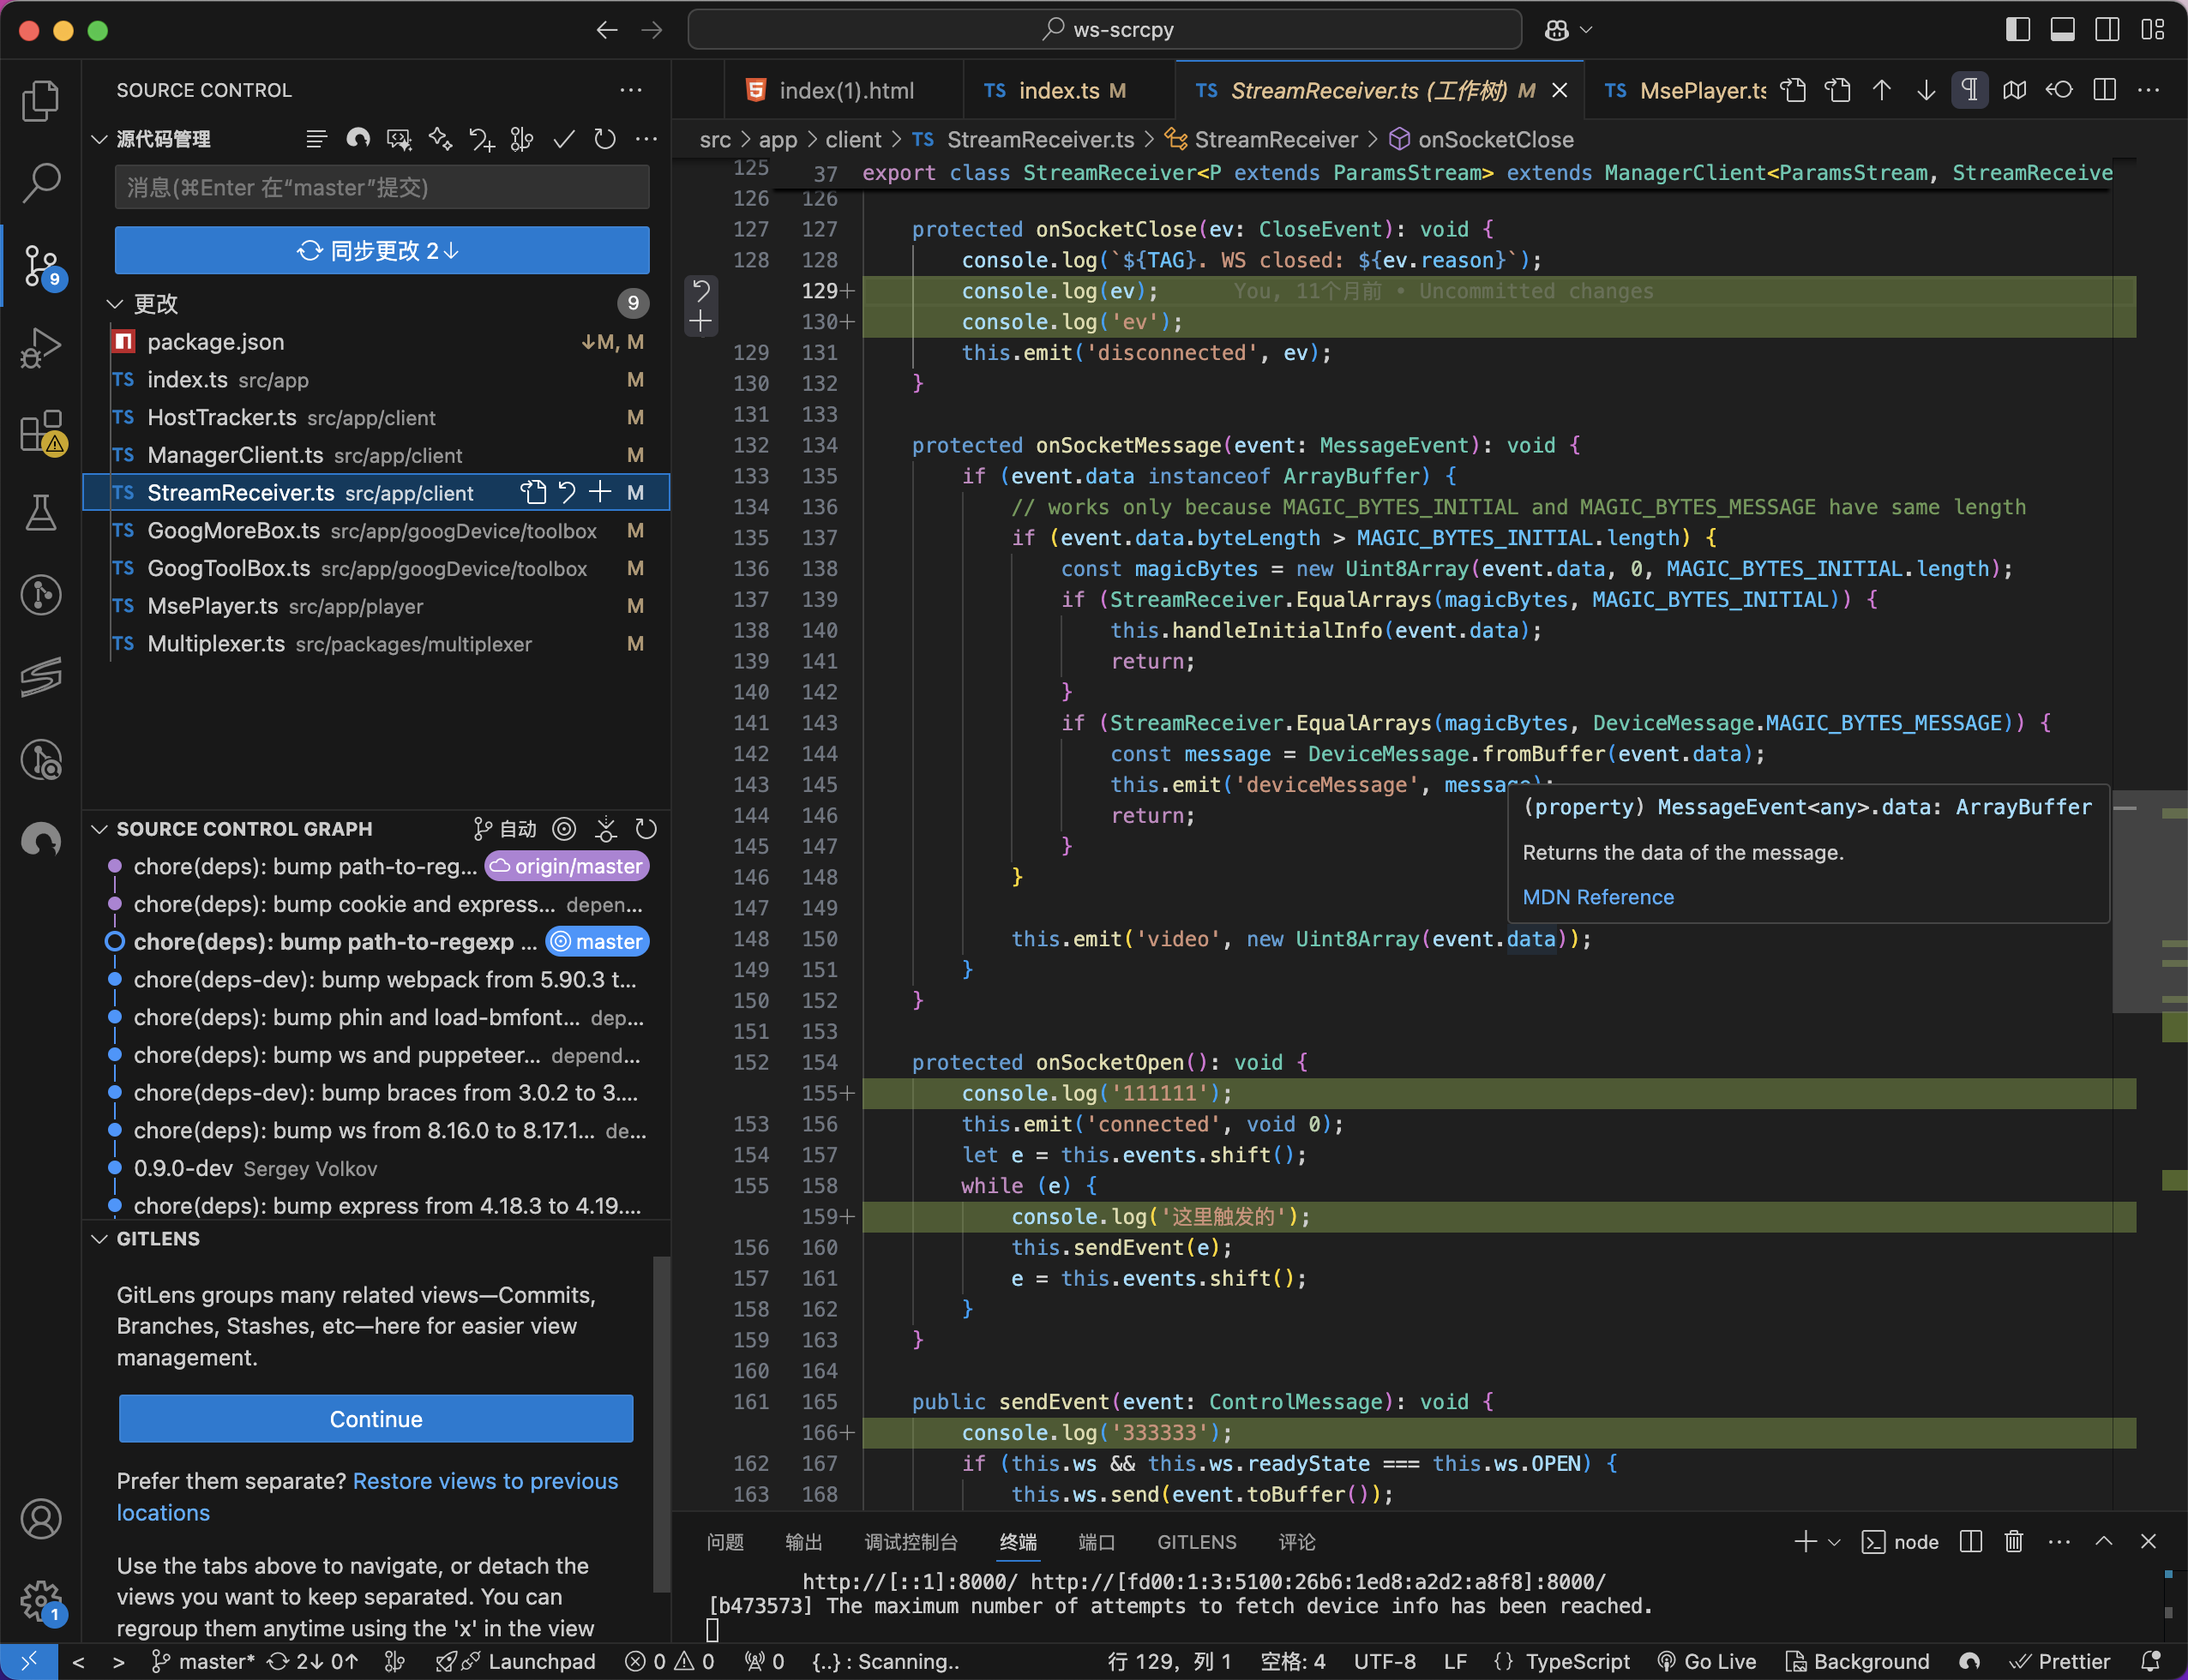 ws-scrcpy
SOURCE CONTROL
源代码管理
消息(⌘Enter 在“master”提交)
同步更改 2↓
更改 9
package.json ↓M, M
TS index.ts src/app M
TS HostTracker.ts src/app/client M
TS ManagerClient.ts src/app/client M
TS StreamReceiver.ts src/app/client M
TS GoogMoreBox.ts src/app/googDevice/toolbox M
TS GoogToolBox.ts src/app/googDevice/toolbox M
TS MsePlayer.ts src/app/player M
TS Multiplexer.ts src/packages/multiplexer M
9
SOURCE CONTROL GRAPH 自动
chore(deps): bump path-to-reg... origin/master
chore(deps): bump cookie and express... depen...
chore(deps): bump path-to-regexp ... master
chore(deps-dev): bump webpack from 5.90.3 t...
chore(deps): bump phin and load-bmfont... dep...
chore(deps): bump ws and puppeteer... depend...
chore(deps-dev): bump braces from 3.0.2 to 3....
chore(deps): bump ws from 8.16.0 to 8.17.1... de...
0.9.0-dev Sergey Volkov
chore(deps): bump express from 4.18.3 to 4.19....
GITLENS
GitLens groups many related views—Commits,
Branches, Stashes, etc—here for easier view
management.
Continue
Prefer them separate? Restore views to previous
locations
Use the tabs above to navigate, or detach the
views you want to keep separated. You can
regroup them anytime using the 'x' in the view
1
index(1).html TS index.ts M TS StreamReceiver.ts (工作树) M TS MsePlayer.ts
src > app > client > TS StreamReceiver.ts > StreamReceiver > onSocketClose
125 37 export class StreamReceiver<P extends ParamsStream> extends ManagerClient<ParamsStream, StreamReceive
126 126
127 127 protected onSocketClose(ev: CloseEvent): void {
128 128 console.log(`${TAG}. WS closed: ${ev.reason}`);
129+ console.log(ev); You, 11个月前 • Uncommitted changes
130+ console.log('ev');
129 131 this.emit('disconnected', ev);
130 132 }
131 133
132 134 protected onSocketMessage(event: MessageEvent): void {
133 135 if (event.data instanceof ArrayBuffer) {
134 136 // works only because MAGIC_BYTES_INITIAL and MAGIC_BYTES_MESSAGE have same length
135 137 if (event.data.byteLength > MAGIC_BYTES_INITIAL.length) {
136 138 const magicBytes = new Uint8Array(event.data, 0, MAGIC_BYTES_INITIAL.length);
137 139 if (StreamReceiver.EqualArrays(magicBytes, MAGIC_BYTES_INITIAL)) {
138 140 this.handleInitialInfo(event.data);
139 141 return;
140 142 }
141 143 if (StreamReceiver.EqualArrays(magicBytes, DeviceMessage.MAGIC_BYTES_MESSAGE)) {
142 144 const message = DeviceMessage.fromBuffer(event.data);
143 145 this.emit('deviceMessage', message);
144 146 return;
145 147 }
146 148 }
147 149
148 150 this.emit('video', new Uint8Array(event.data));
149 151 }
150 152 }
151 153
152 154 protected onSocketOpen(): void {
155+ console.log('111111');
153 156 this.emit('connected', void 0);
154 157 let e = this.events.shift();
155 158 while (e) {
159+ console.log('这里触发的');
156 160 this.sendEvent(e);
157 161 e = this.events.shift();
158 162 }
159 163 }
160 164
161 165 public sendEvent(event: ControlMessage): void {
166+ console.log('333333');
162 167 if (this.ws && this.ws.readyState === this.ws.OPEN) {
163 168 this.ws.send(event.toBuffer());
(property) MessageEvent<any>.data: ArrayBuffer
Returns the data of the message.
MDN Reference
问题 输出 调试控制台 终端 端口 GITLENS 评论 node
http://[::1]:8000/ http://[fd00:1:3:5100:26b6:1ed8:a2d2:a8f8]:8000/
[b473573] The maximum number of attempts to fetch device info has been reached.
master* 2↓ 0↑ Launchpad 0 0 0 {..} : Scanning.. 行 129，列 1 空格: 4 UTF-8 LF {} TypeScript Go Live Background Prettier